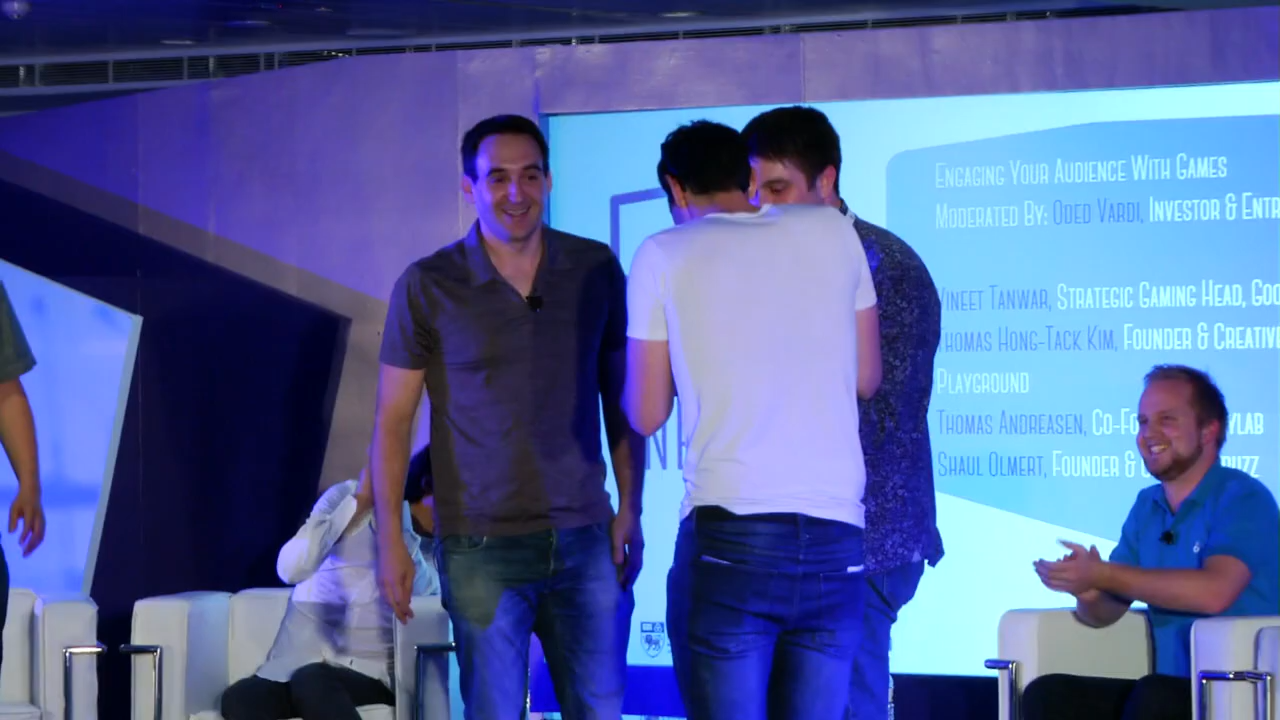 Engaging Your Audience With Games
Moderated By: Oded Vardi, Investor & Entr
Vineet Tanwar, Strategic Gaming Head, Goo
Thomas Hong-Tack Kim, Founder & Creative
Playground
Thomas Andreasen, Co-Fo
Shaul Olmert, Founder &